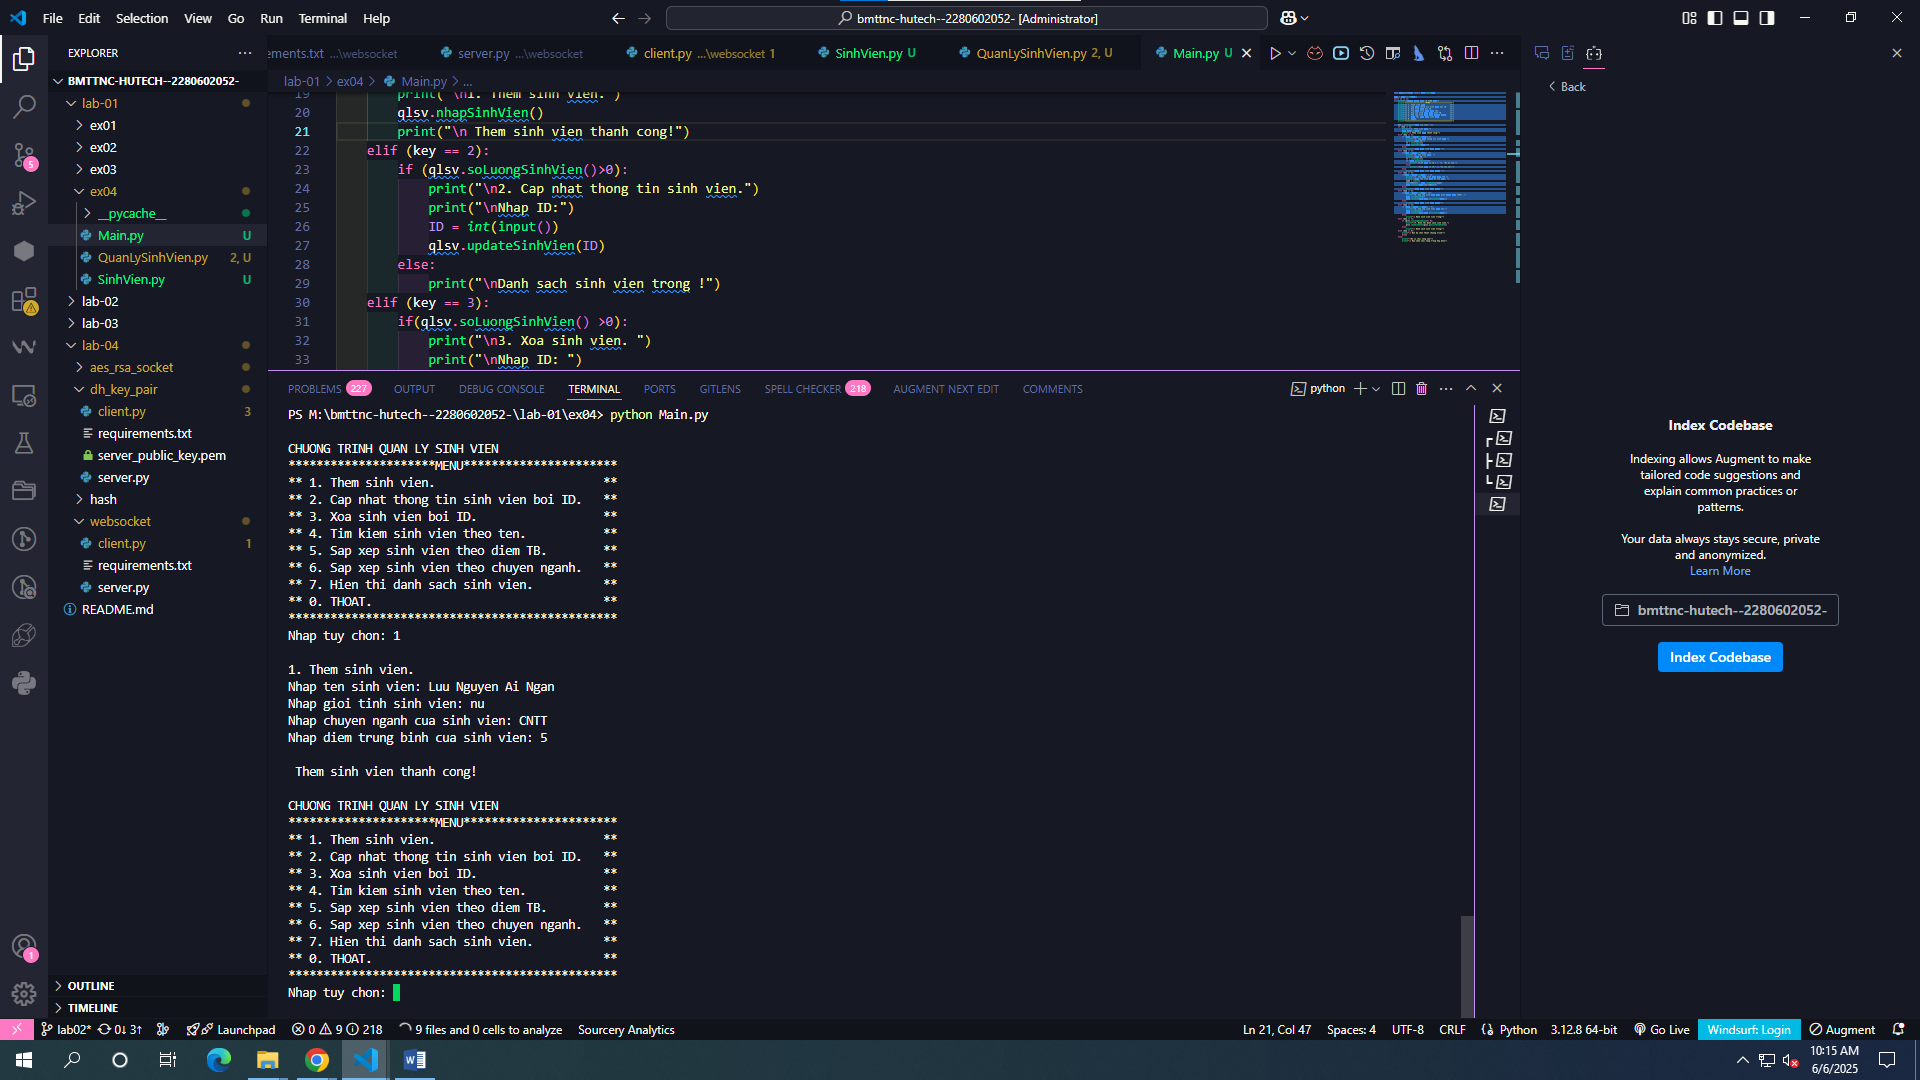 File Edit Selection View Go Run Terminal Help
bmttnc-hutech--2280602052- [Administrator]
EXPLORER
BMTTNC-HUTECH--2280602052-
lab-01
ex01
ex02
ex03
ex04
__pycache__
Main.py U
QuanLySinhVien.py 2, U
SinhVien.py U
lab-02
lab-03
lab-04
aes_rsa_socket
dh_key_pair
client.py 3
requirements.txt
server_public_key.pem
server.py
hash
websocket
client.py 1
requirements.txt
server.py
README.md
OUTLINE
TIMELINE
ements.txt ...\websocket server.py ...\websocket client.py ...\websocket 1 SinhVien.py U QuanLySinhVien.py 2, U Main.py U
lab-01 > ex04 > Main.py > ...
19 print("\n1. Them sinh vien.")
20 qlsv.nhapSinhVien()
21 print("\n Them sinh vien thanh cong!")
22 elif (key == 2):
23 if (qlsv.soLuongSinhVien()>0):
24 print("\n2. Cap nhat thong tin sinh vien.")
25 print("\nNhap ID:")
26 ID = int(input())
27 qlsv.updateSinhVien(ID)
28 else:
29 print("\nDanh sach sinh vien trong !")
30 elif (key == 3):
31 if(qlsv.soLuongSinhVien() >0):
32 print("\n3. Xoa sinh vien. ")
33 print("\nNhap ID: ")
PROBLEMS 227 OUTPUT DEBUG CONSOLE TERMINAL PORTS GITLENS SPELL CHECKER 218 AUGMENT NEXT EDIT COMMENTS
python
PS M:\bmttnc-hutech--2280602052-\lab-01\ex04> python Main.py
CHUONG TRINH QUAN LY SINH VIEN
*********************MENU**********************
** 1. Them sinh vien. **
** 2. Cap nhat thong tin sinh vien boi ID. **
** 3. Xoa sinh vien boi ID. **
** 4. Tim kiem sinh vien theo ten. **
** 5. Sap xep sinh vien theo diem TB. **
** 6. Sap xep sinh vien theo chuyen nganh. **
** 7. Hien thi danh sach sinh vien. **
** 0. THOAT. **
***********************************************
Nhap tuy chon: 1
1. Them sinh vien.
Nhap ten sinh vien: Luu Nguyen Ai Ngan
Nhap gioi tinh sinh vien: nu
Nhap chuyen nganh cua sinh vien: CNTT
Nhap diem trung binh cua sinh vien: 5
Them sinh vien thanh cong!
CHUONG TRINH QUAN LY SINH VIEN
*********************MENU**********************
** 1. Them sinh vien. **
** 2. Cap nhat thong tin sinh vien boi ID. **
** 3. Xoa sinh vien boi ID. **
** 4. Tim kiem sinh vien theo ten. **
** 5. Sap xep sinh vien theo diem TB. **
** 6. Sap xep sinh vien theo chuyen nganh. **
** 7. Hien thi danh sach sinh vien. **
** 0. THOAT. **
***********************************************
Nhap tuy chon:
Back
Index Codebase
Indexing allows Augment to make
tailored code suggestions and
explain common practices or
patterns.
Your data always stays secure, private
and anonymized.
Learn More
bmttnc-hutech--2280602052-
Index Codebase
5
1
lab02* 0↓ 3↑ Launchpad 0 9 218 9 files and 0 cells to analyze Sourcery Analytics
Ln 21, Col 47 Spaces: 4 UTF-8 CRLF Python 3.12.8 64-bit Go Live Windsurf: Login Augment
10:15 AM
6/6/2025